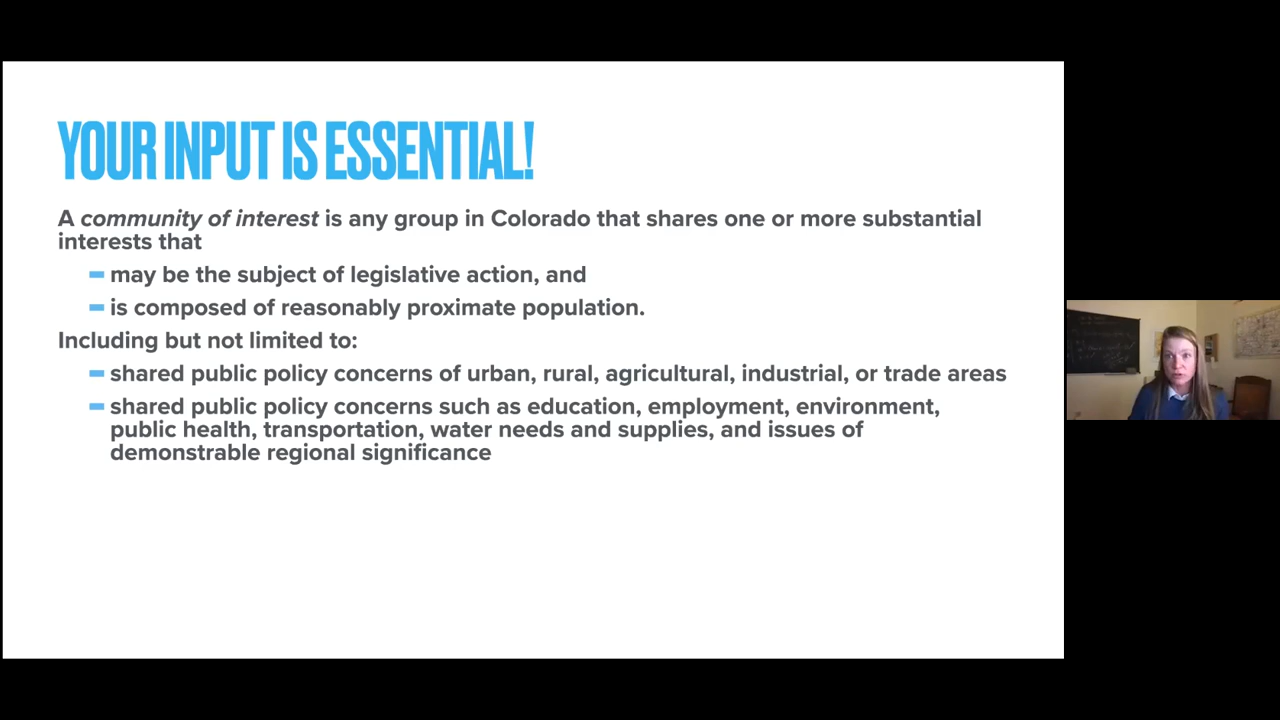 YOUR INPUT IS ESSENTIAL!
A community of interest is any group in Colorado that shares one or more substantial
interests that
may be the subject of legislative action, and
is composed of reasonably proximate population.
Including but not limited to:
shared public policy concerns of urban, rural, agricultural, industrial, or trade areas
shared public policy concerns such as education, employment, environment,
public health, transportation, water needs and supplies, and issues of
demonstrable regional significance